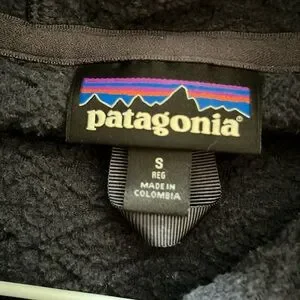 patagonia®
S
REG
MADE IN
COLOMBIA